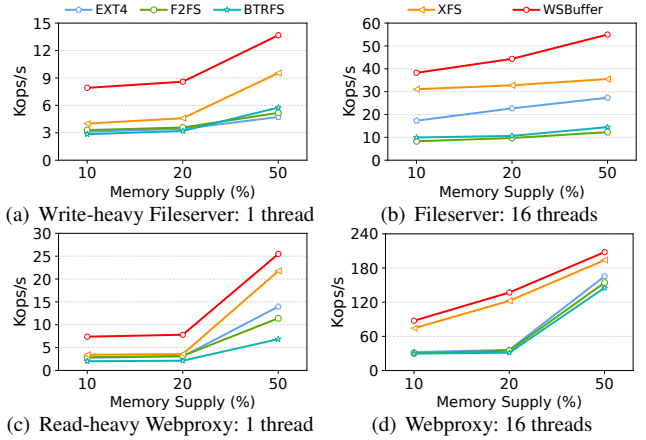 EXT4 F2FS BTRFS XFS WSBuffer
15
12
9
6
3
0
Kops/s
10 20 50
Memory Supply (%)
(a) Write-heavy Fileserver: 1 thread
60
50
40
30
20
10
0
Kops/s
10 20 50
Memory Supply (%)
(b) Fileserver: 16 threads
30
25
20
15
10
5
0
Kops/s
10 20 50
Memory Supply (%)
(c) Read-heavy Webproxy: 1 thread
240
180
120
60
0
Kops/s
10 20 50
Memory Supply (%)
(d) Webproxy: 16 threads